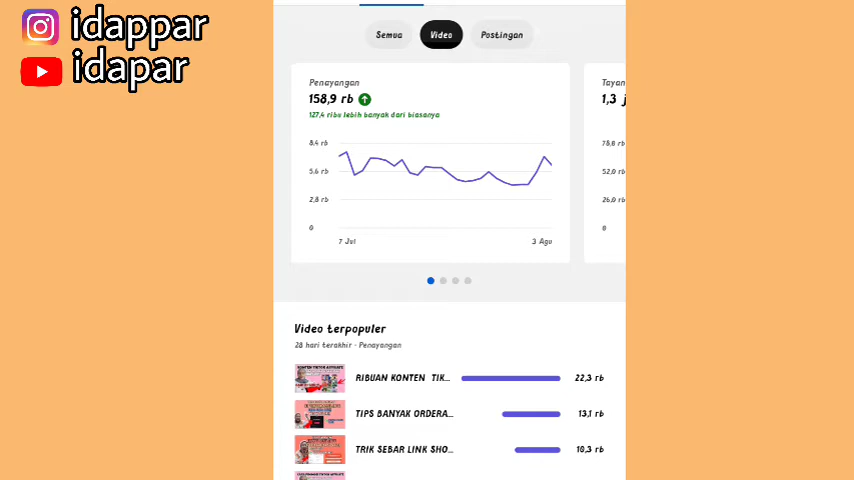 idappar
idapar
Semua Video Postingan
Penayangan
158,9 rb
127,4 ribu lebih banyak dari biasanya
8,4 rb
5,6 rb
2,8 rb
0
7 Jul 3 Agu
Tayan
1,3 j
78,0 rb
52,0 rb
26,0 rb
0
Video terpopuler
28 hari terakhir - Penayangan
RIBUAN KONTEN TIK... 22,3 rb
TIPS BANYAK ORDERA... 13,1 rb
TRIK SEBAR LINK SHO... 10,3 rb